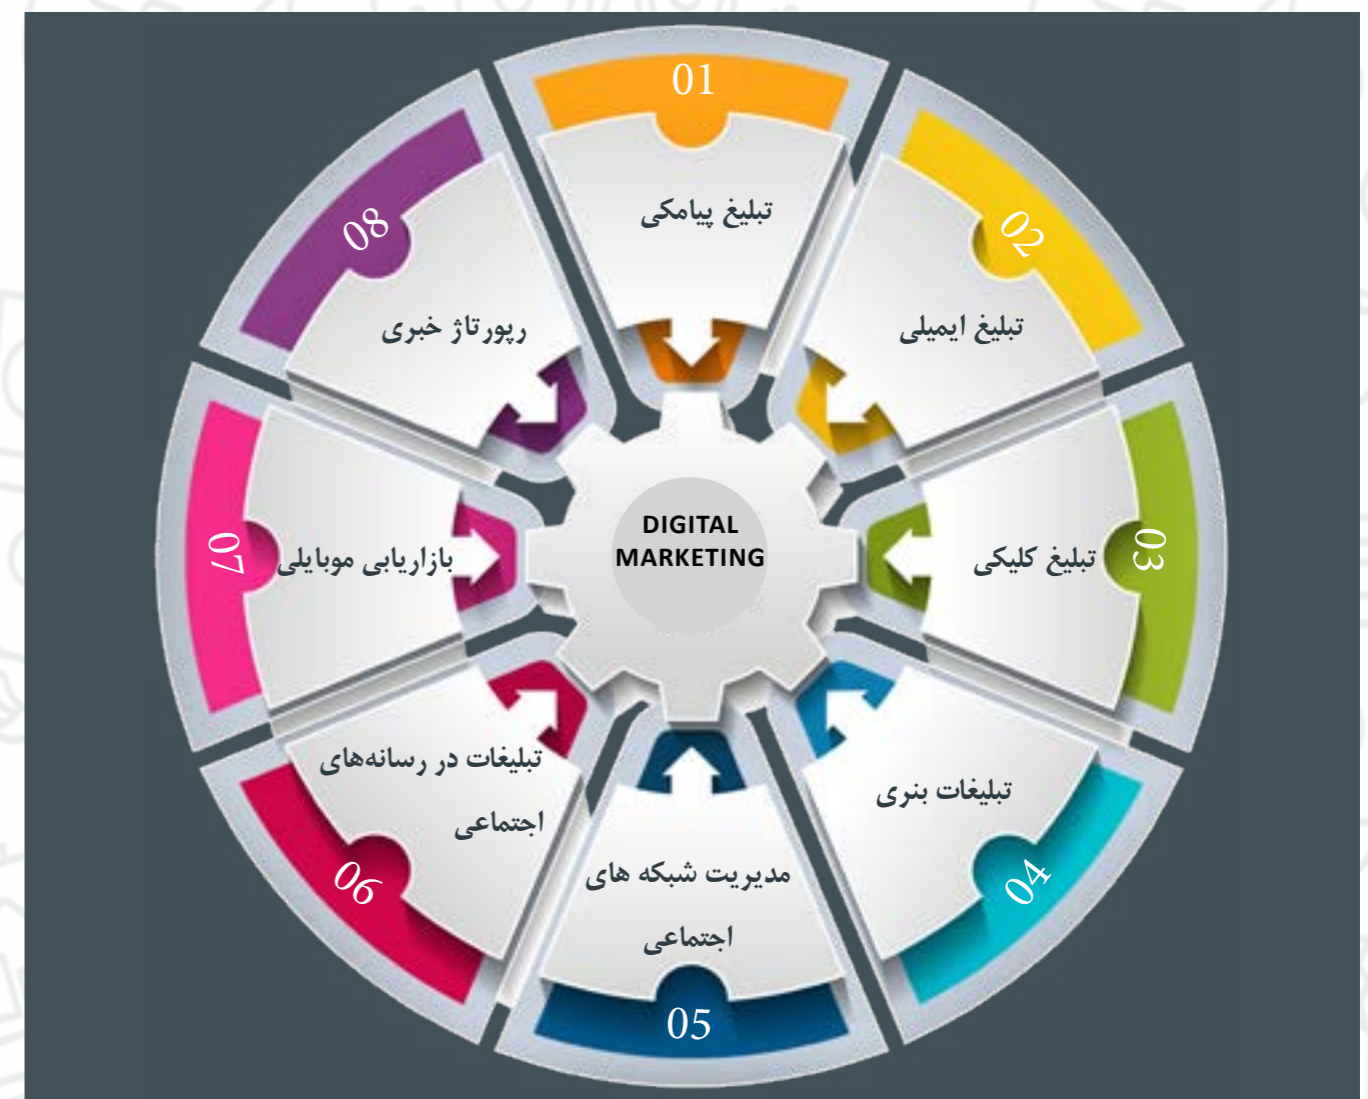 01
تبلیغ پیامکی
02
تبلیغ ایمیلی
03
تبلیغ کلیکی
04
تبلیغات بنری
05
مدیریت شبکه های
اجتماعی
06
تبلیغات در رسانه‌های
اجتماعی
07
بازاریابی موبایلی
08
رپورتاژ خبری
DIGITAL
MARKETING